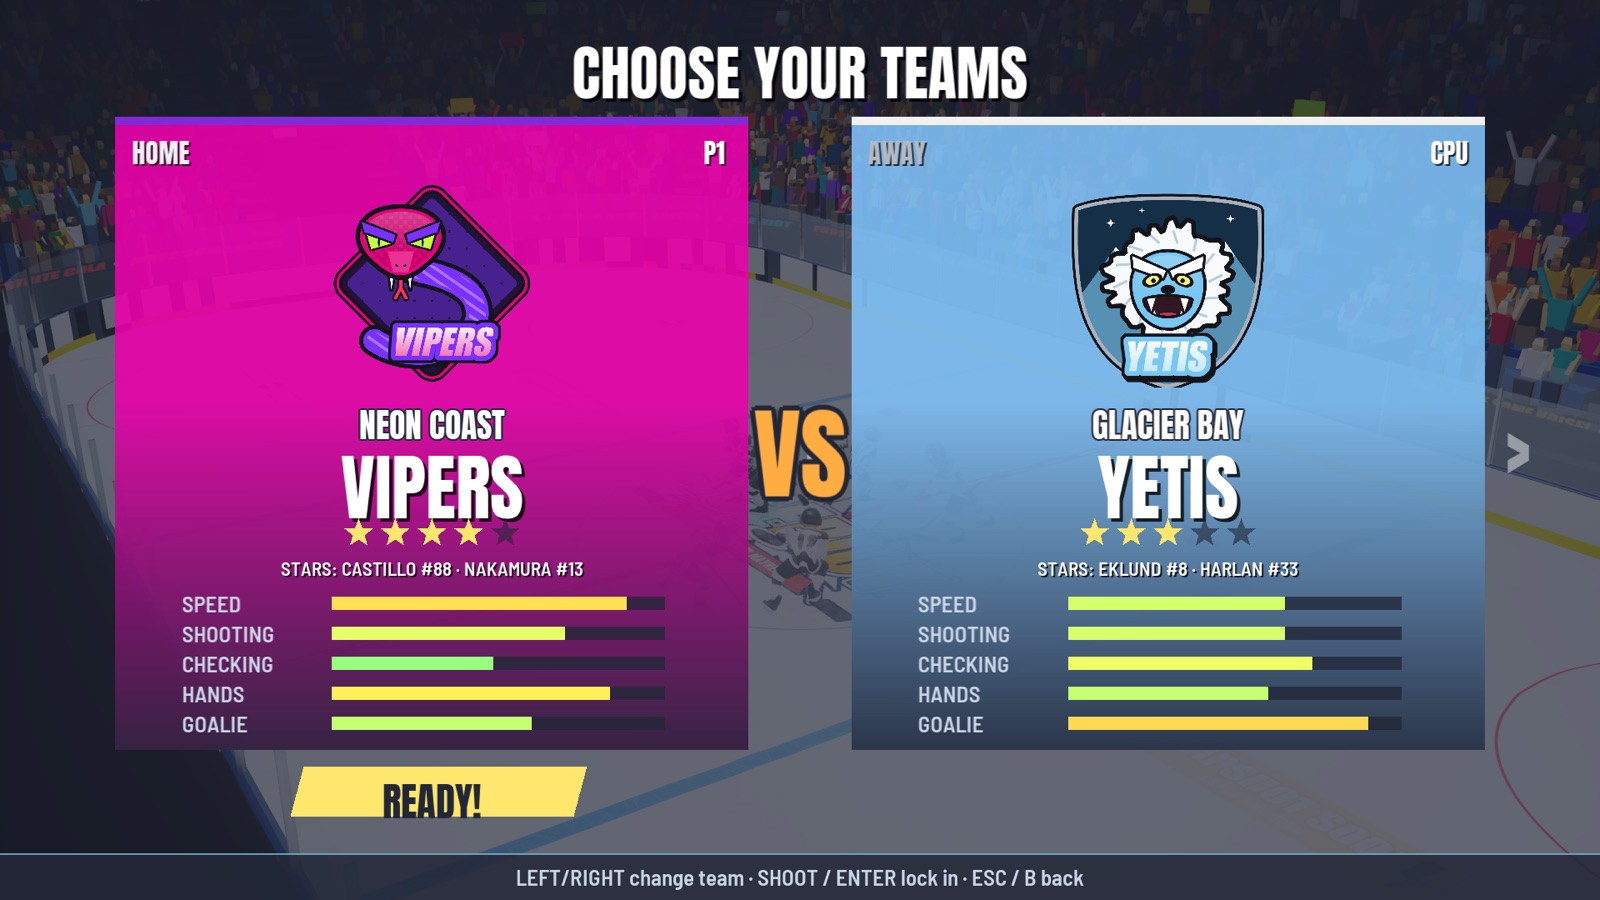 CHOOSE YOUR TEAMS
HOME
P1
VIPERS
NEON COAST
VIPERS
STARS: CASTILLO #88 · NAKAMURA #13
SPEED
SHOOTING
CHECKING
HANDS
GOALIE
READY!
VS
AWAY
CPU
YETIS
GLACIER BAY
YETIS
STARS: EKLUND #8 · HARLAN #33
SPEED
SHOOTING
CHECKING
HANDS
GOALIE
>
LEFT/RIGHT change team · SHOOT / ENTER lock in · ESC / B back